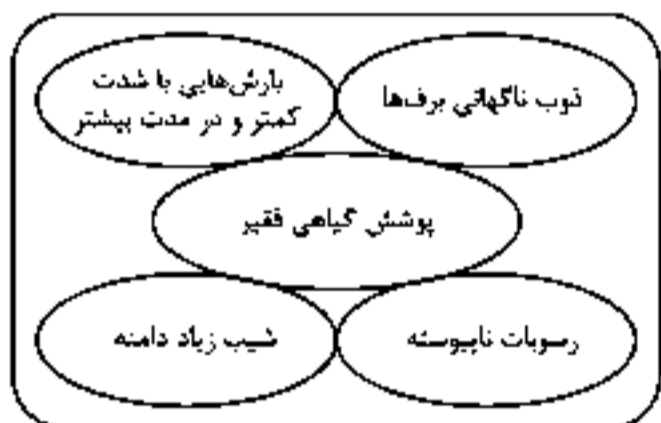 ذوب ناگهانی برف‌ها
بارش‌هایی با شدت
کمتر و در مدت بیشتر
پوشش گیاهی فقیر
رسوبات ناپیوسته
شیب زیاد دامنه